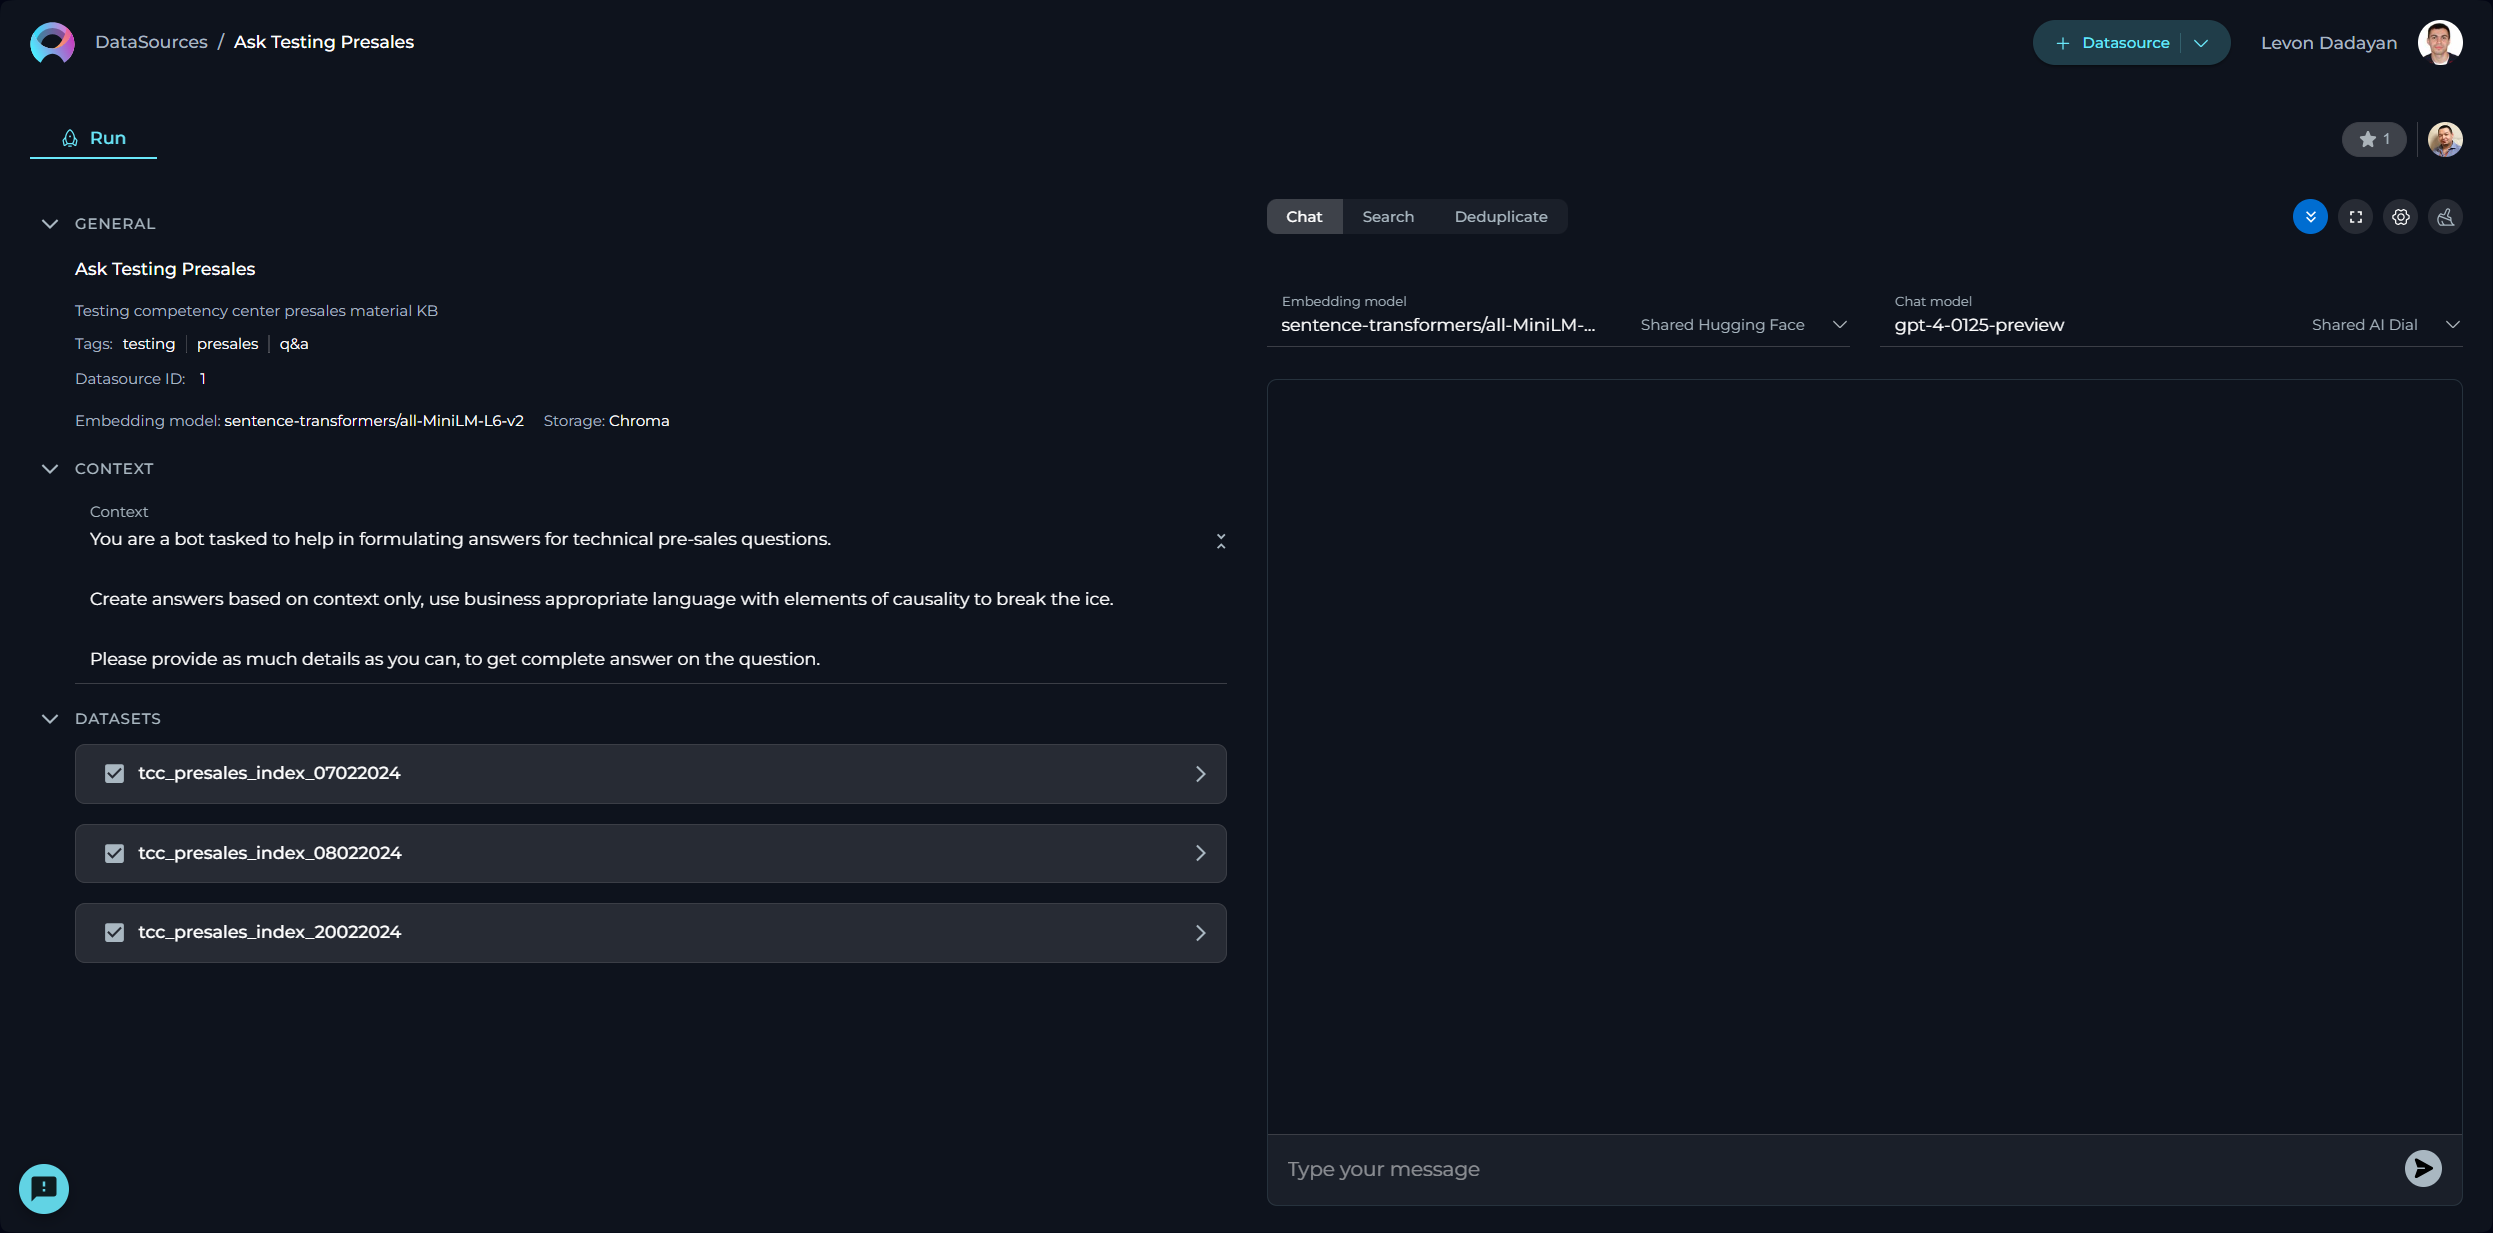 DataSources / Ask Testing Presales
+ Datasource
Levon Dadayan
Run
1
GENERAL
Ask Testing Presales
Testing competency center presales material KB
Tags: testing | presales | q&a
Datasource ID: 1
Embedding model: sentence-transformers/all-MiniLM-L6-v2 Storage: Chroma
CONTEXT
Context
You are a bot tasked to help in formulating answers for technical pre-sales questions.
Create answers based on context only, use business appropriate language with elements of causality to break the ice.
Please provide as much details as you can, to get complete answer on the question.
DATASETS
tcc_presales_index_07022024
tcc_presales_index_08022024
tcc_presales_index_20022024
Chat Search Deduplicate
Embedding model
sentence-transformers/all-MiniLM-... Shared Hugging Face
Chat model
gpt-4-0125-preview Shared AI Dial
Type your message